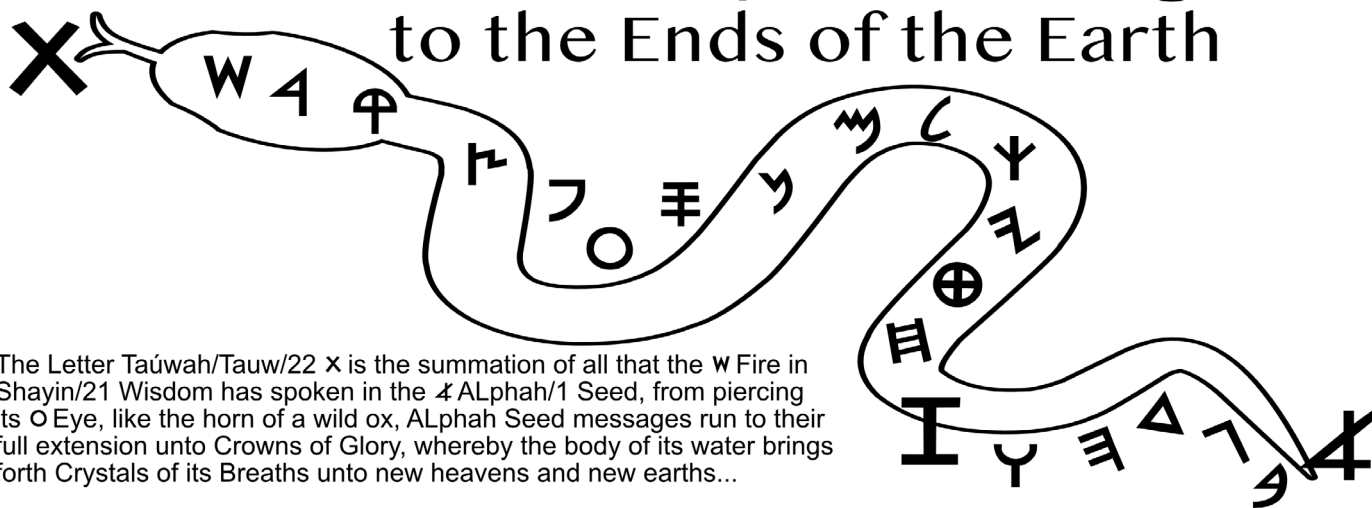 to the Ends of the Earth
𐤕 𐤔 𐤓 𐤒 𐤑 𐤐 𐤏 𐤎 𐤍 𐤌 𐤋 𐤊 𐤉 𐤈 𐤇 𐤆 𐤅 𐤄 𐤃 𐤂 𐤁 𐤀
The Letter Taúwah/Tauw/22 𐤕 is the summation of all that the 𐤔 Fire in
Shayin/21 Wisdom has spoken in the 𐤀 ALphah/1 Seed, from piercing
its 𐤏 Eye, like the horn of a wild ox, ALphah Seed messages run to their
full extension unto Crowns of Glory, whereby the body of its water brings
forth Crystals of its Breaths unto new heavens and new earths...